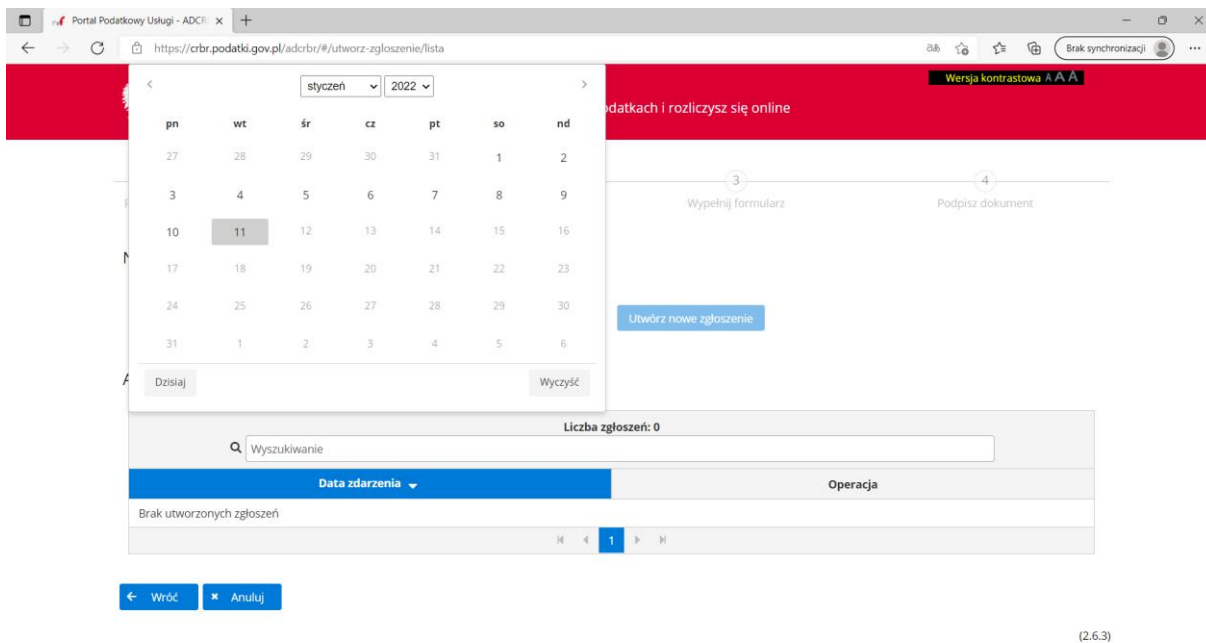 Portal Podatkowy Usługi - ADCR
https://crbr.podatki.gov.pl/adcrbr/#/utworz-zgloszenie/lista
Brak synchronizacji
Wersja kontrastowa A A A
styczeń 2022
datkach i rozliczysz się online
pn wt śr cz pt so nd
27 28 29 30 31 1 2
3 4 5 6 7 8 9
10 11 12 13 14 15 16
17 18 19 20 21 22 23
24 25 26 27 28 29 30
31 1 2 3 4 5 6
Dzisiaj Wyczyść
3 4
Wypełnij formularz Podpisz dokument
Utwórz nowe zgłoszenie
Liczba zgłoszeń: 0
Wyszukiwanie
Data zdarzenia Operacja
Brak utworzonych zgłoszeń
1
Wróć Anuluj
(2.6.3)